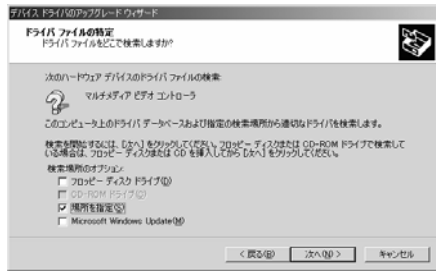 デバイス ドライバのアップグレード ウィザード
ドライバ ファイルの特定
ドライバ ファイルをどこで検索しますか?
次のハードウェア デバイスのドライバ ファイルの検索:
マルチメディア ビデオ コントローラ
このコンピュータ上のドライバ データベースおよび指定の検索場所から適切なドライバを検索します。
検索を開始するには、[次へ] をクリックしてください。フロッピー ディスクまたは CD-ROM ドライブで検索して
いる場合は、フロッピー ディスクまたは CD を挿入してから [次へ] をクリックしてください。
検索場所のオプション:
フロッピー ディスク ドライブ(D)
CD-ROM ドライブ(C)
場所を指定(S)
Microsoft Windows Update(M)
< 戻る(B) 次へ(N) > キャンセル